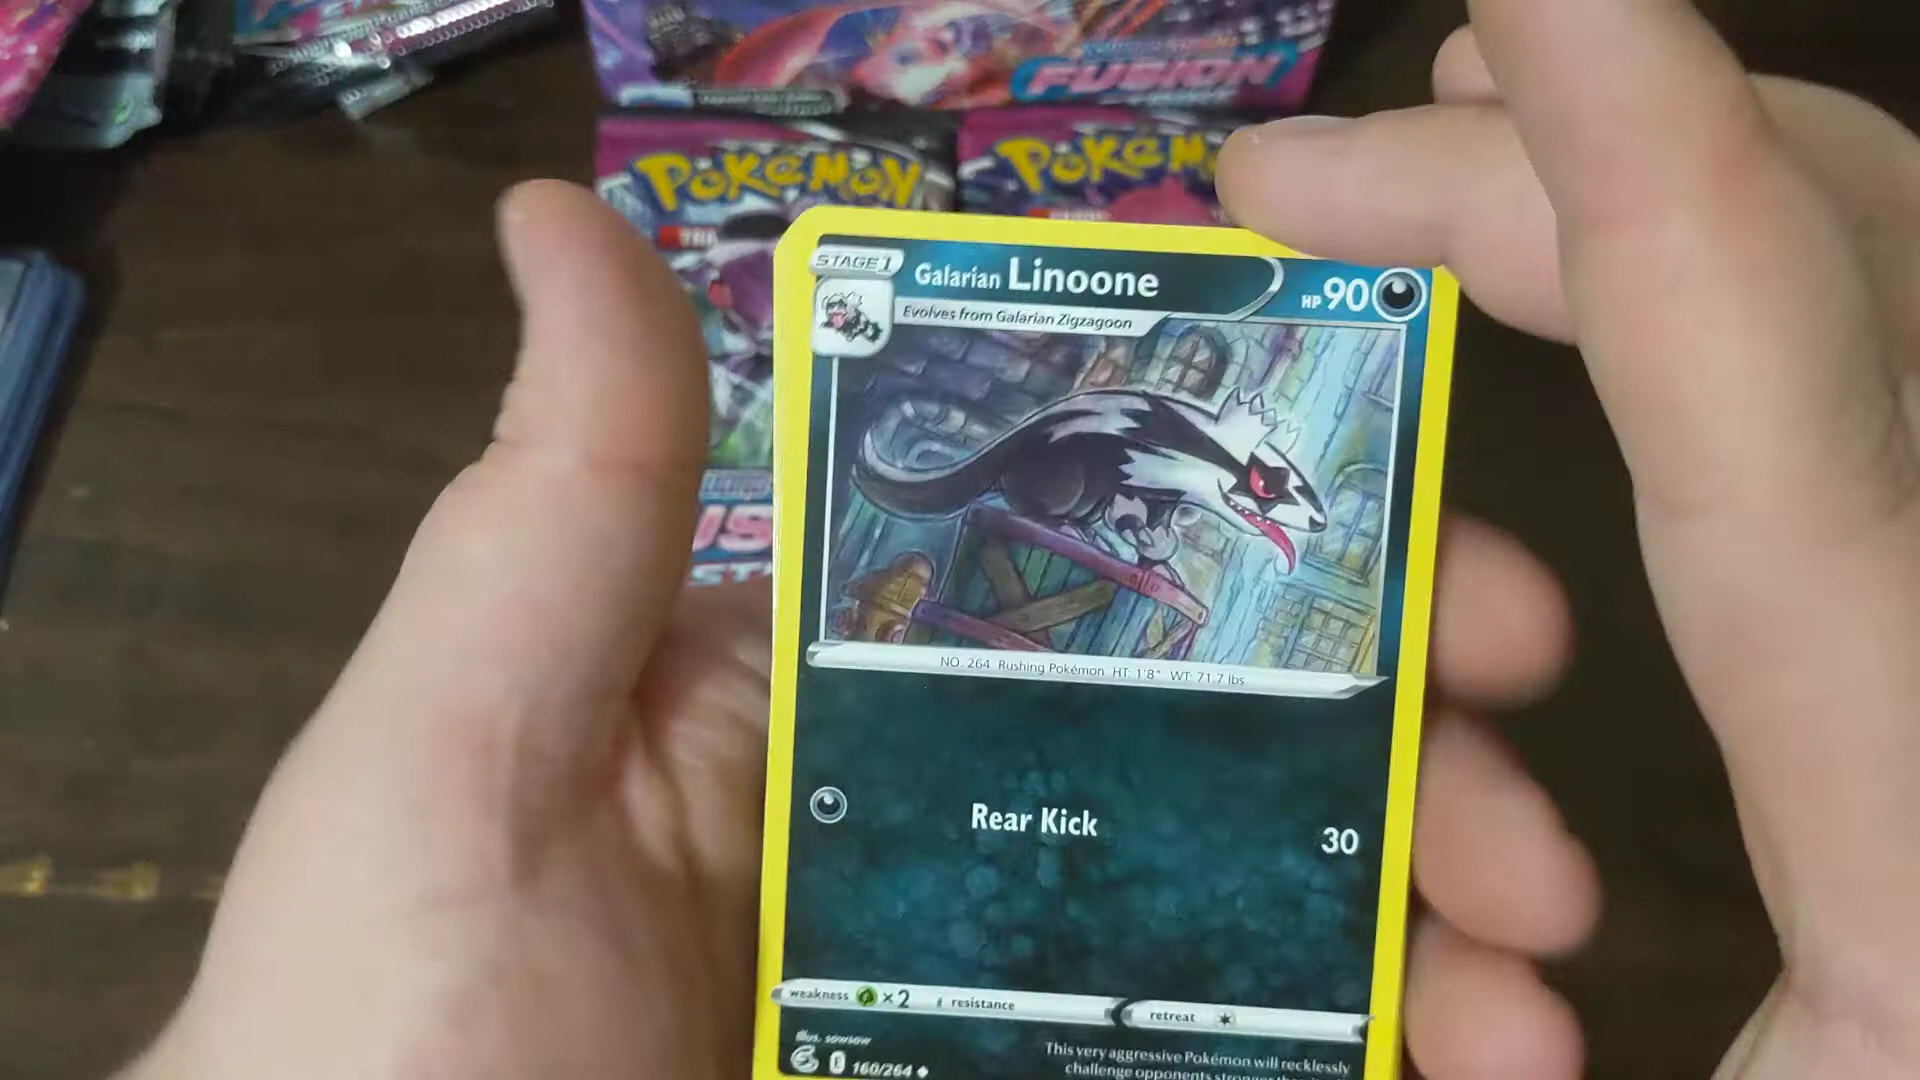 FUSION
POKéMON
POKéM
STAGE 1
Galarian Linoone
HP 90
Evolves from Galarian Zigzagoon
NO. 264 Rushing Pokémon HT: 1'8" WT: 71.7 lbs
Rear Kick
30
weakness ×2 resistance
retreat
illus. sowsow
160/264
This very aggressive Pokémon will recklessly
challenge opponents stronger